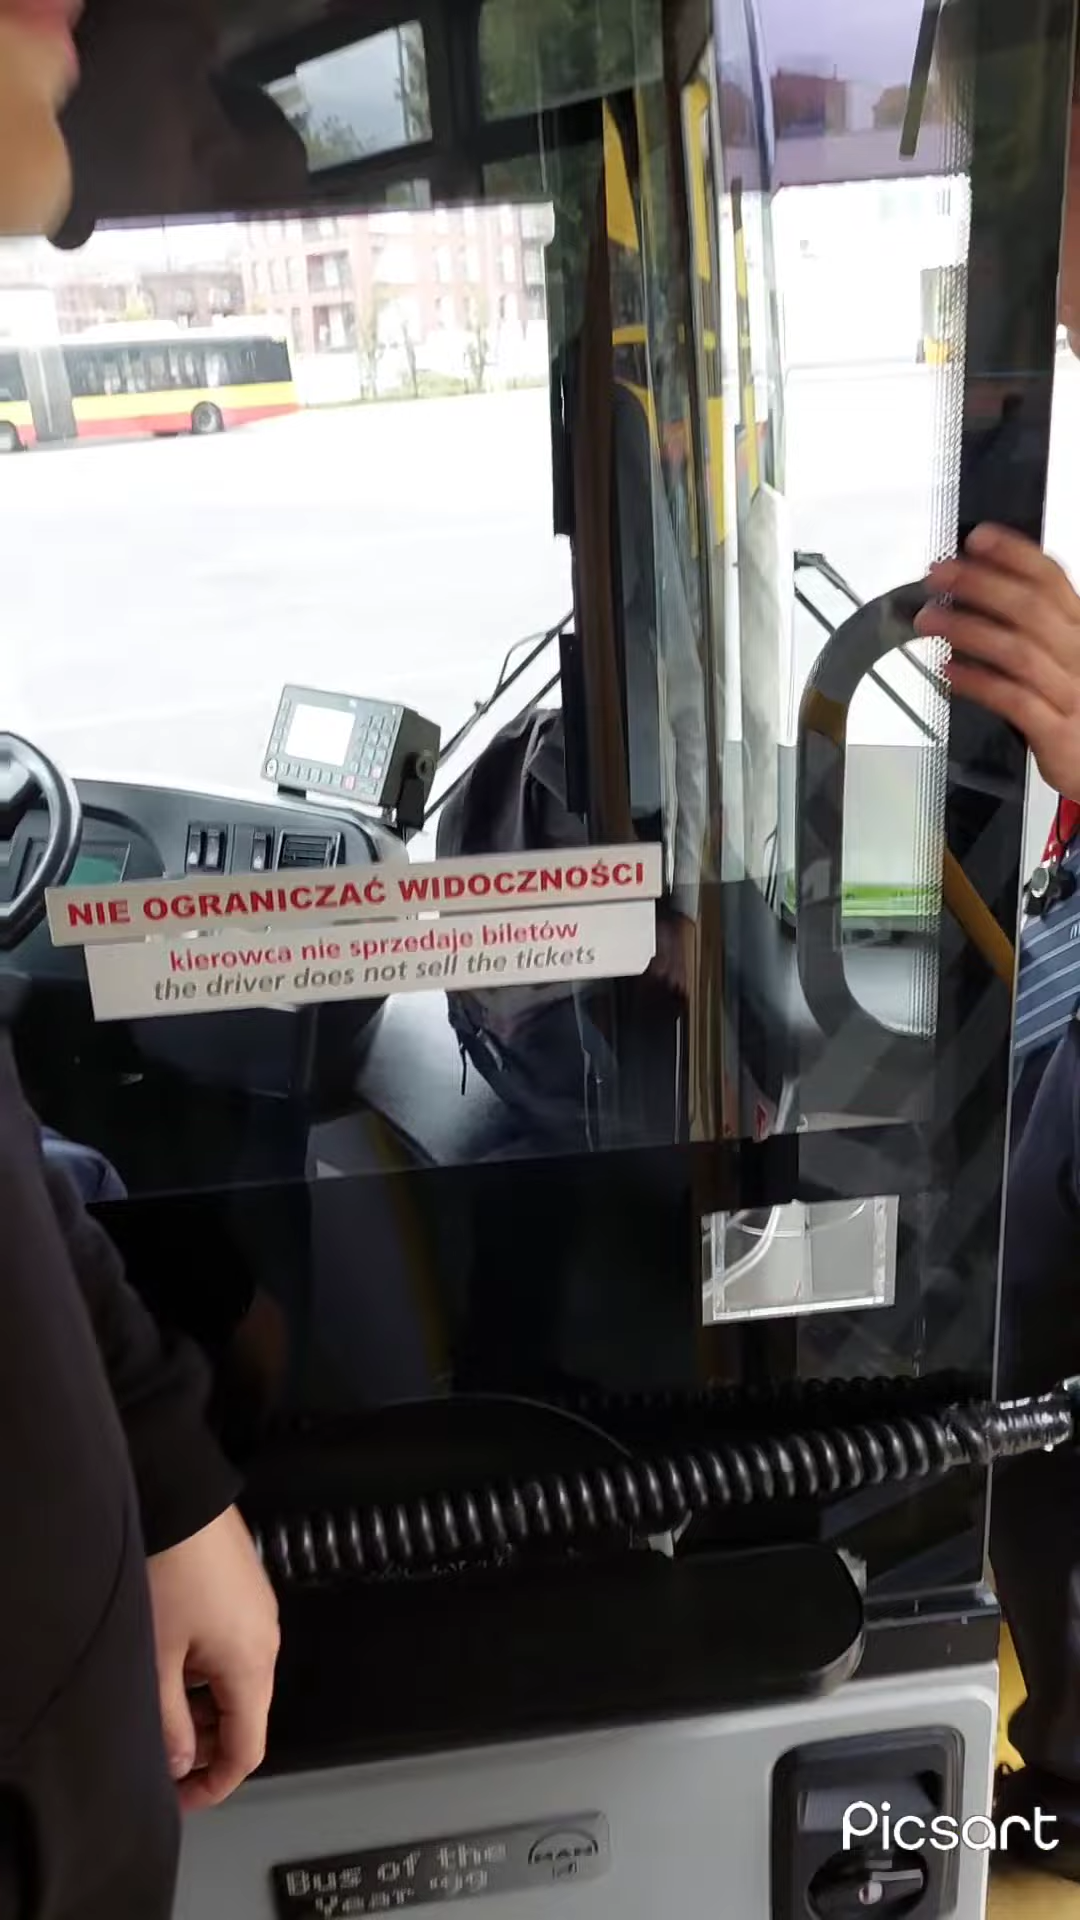 NIE OGRANICZAĆ WIDOCZNOŚCI
kierowca nie sprzedaje biletów
the driver does not sell the tickets
Bus of the
Year '99
MAN
Picsart